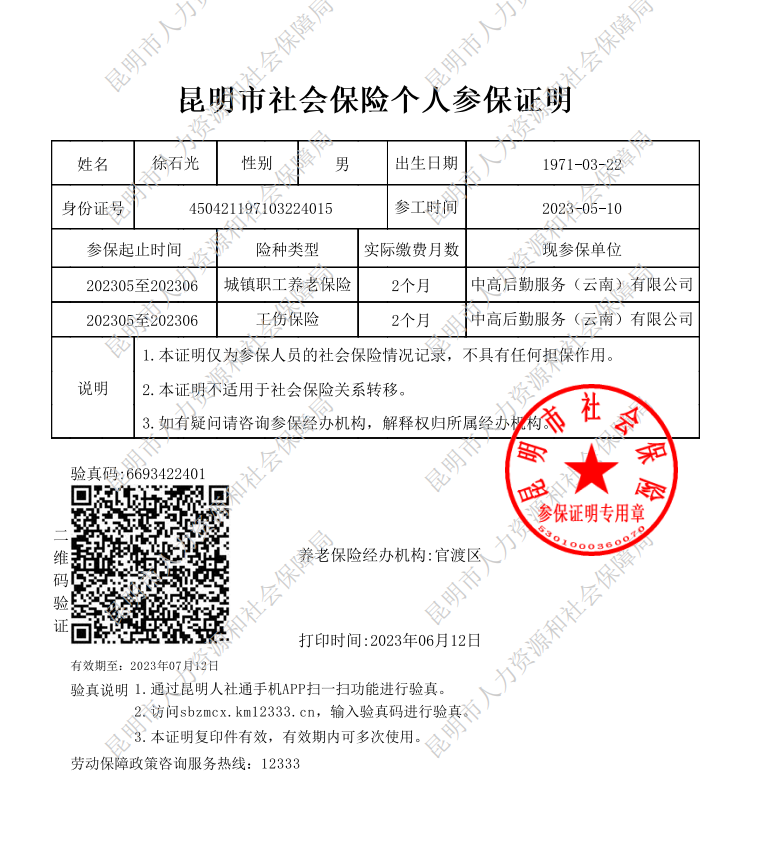 昆明市社会保险个人参保证明
姓名 徐石光 性别 男 出生日期 1971-03-22
身份证号 450421197103224015 参工时间 2023-05-10
参保起止时间 险种类型 实际缴费月数 现参保单位
202305至202306 城镇职工养老保险 2个月 中高后勤服务（云南）有限公司
202305至202306 工伤保险 2个月 中高后勤服务（云南）有限公司
说明
1.本证明仅为参保人员的社会保险情况记录，不具有任何担保作用。
2.本证明不适用于社会保险关系转移。
3.如有疑问请咨询参保经办机构，解释权归所属经办机构。
昆明市社会保险
参保证明专用章
5301000360070
验真码:6693422401
二维码验证
养老保险经办机构:官渡区
打印时间:2023年06月12日
有效期至: 2023年07月12日
验真说明 1.通过昆明人社通手机APP扫一扫功能进行验真。
2.访问sbzmcx.km12333.cn，输入验真码进行验真。
3.本证明复印件有效，有效期内可多次使用。
劳动保障政策咨询服务热线：12333
昆明市人力资源和社会保障局